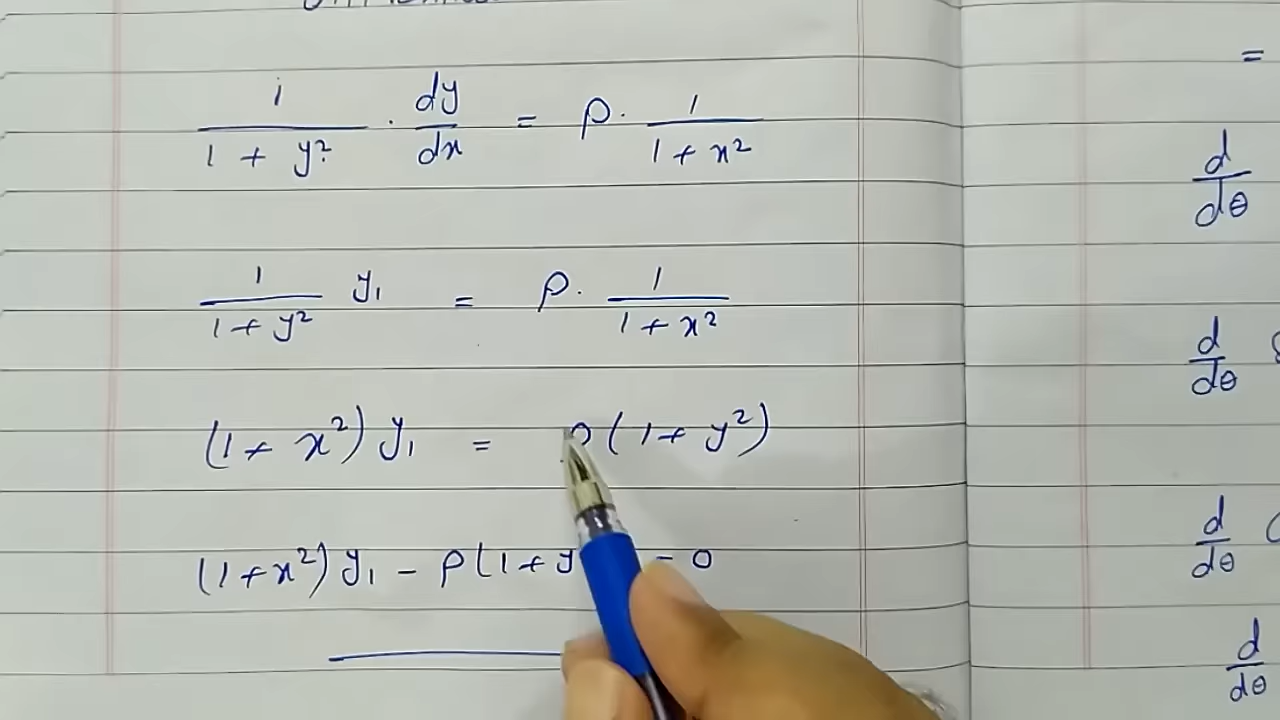 1/(1 + y²) · dy/dx = p · 1/(1 + x²)
1/(1 + y²) y₁ = p · 1/(1 + x²)
(1 + x²) y₁ = p(1 + y²)
(1+x²) y₁ - p(1+y = 0
=
d/dθ
d/dθ
d/dθ
d/dθ